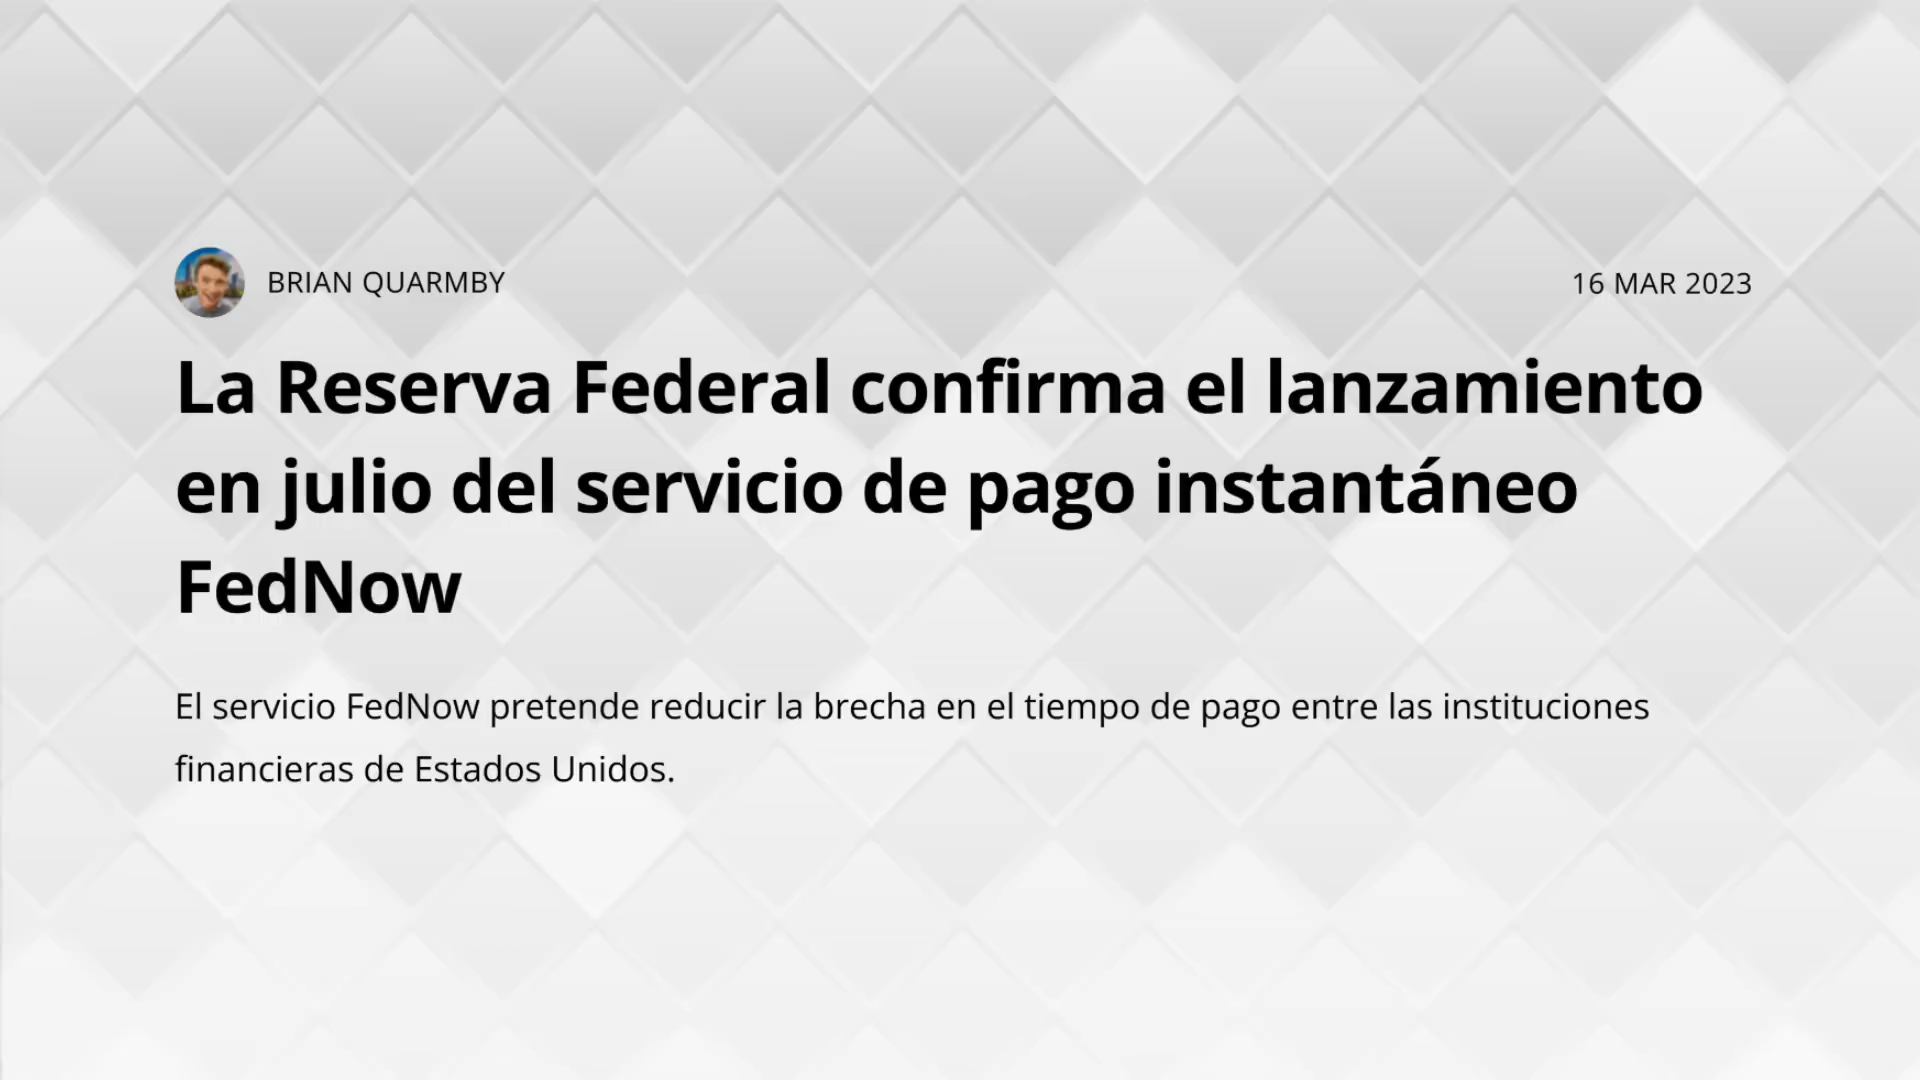 BRIAN QUARMBY
16 MAR 2023
La Reserva Federal confirma el lanzamiento
en julio del servicio de pago instantáneo
FedNow
El servicio FedNow pretende reducir la brecha en el tiempo de pago entre las instituciones
financieras de Estados Unidos.